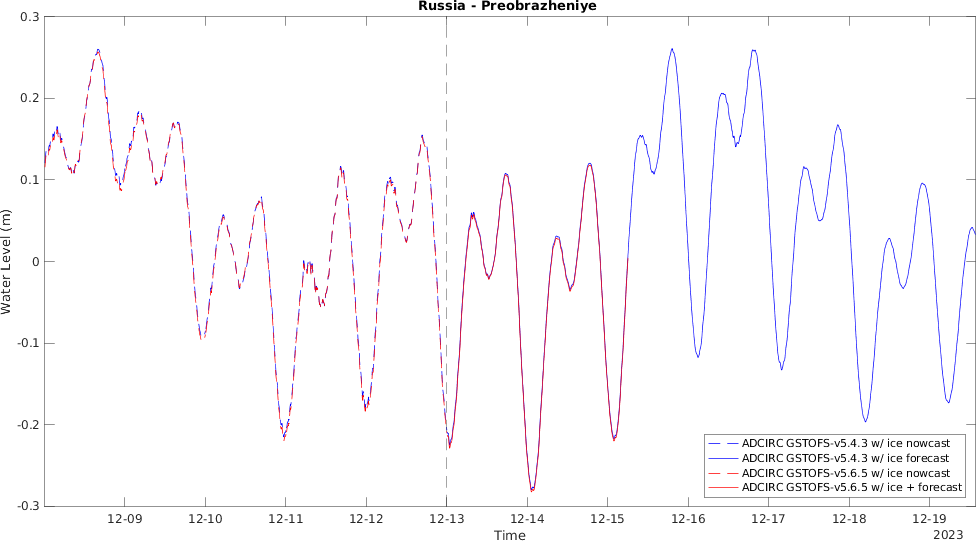 Russia - Preobrazheniye
0.3
0.2
0.1
0
-0.1
-0.2
-0.3
Water Level (m)
ADCIRC GSTOFS-v5.4.3 w/ ice nowcast
ADCIRC GSTOFS-v5.4.3 w/ ice forecast
ADCIRC GSTOFS-v5.6.5 w/ ice nowcast
ADCIRC GSTOFS-v5.6.5 w/ ice + forecast
12-09 12-10 12-11 12-12 12-13 12-14 12-15 12-16 12-17 12-18 12-19
Time
2023